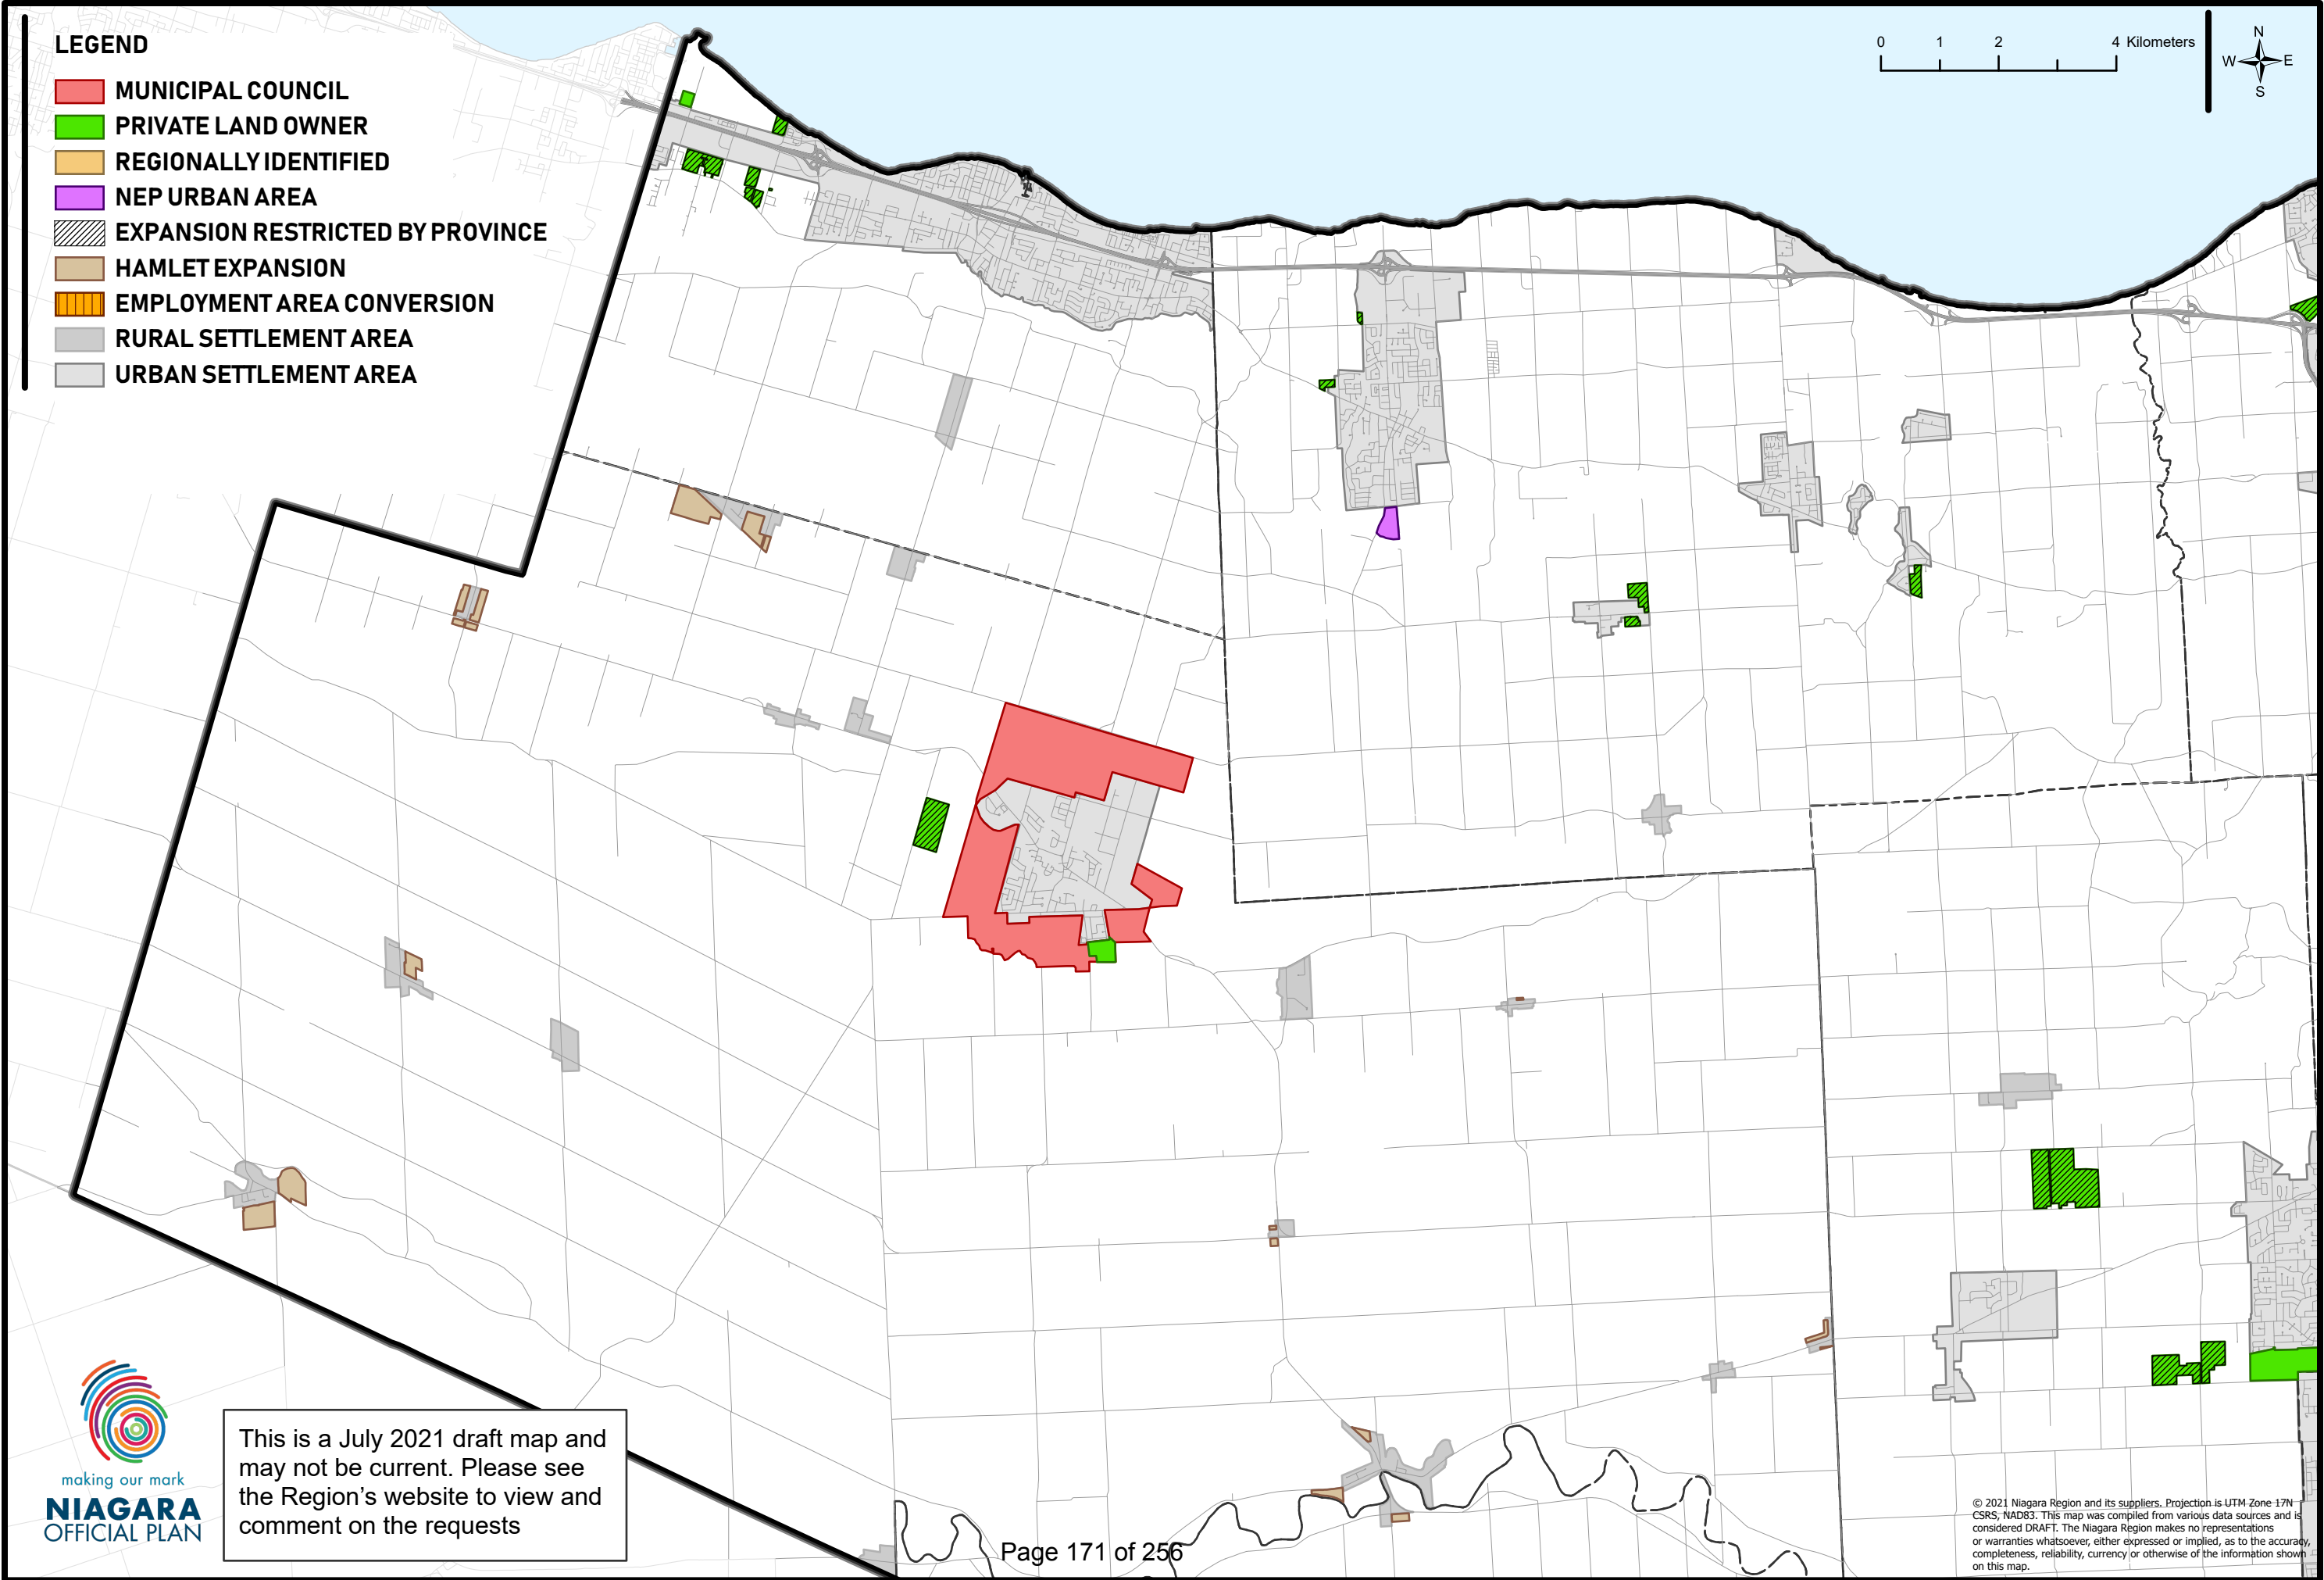 LEGEND
MUNICIPAL COUNCIL
PRIVATE LAND OWNER
REGIONALLY IDENTIFIED
NEP URBAN AREA
EXPANSION RESTRICTED BY PROVINCE
HAMLET EXPANSION
EMPLOYMENT AREA CONVERSION
RURAL SETTLEMENT AREA
URBAN SETTLEMENT AREA
0 1 2 4 Kilometers
N
W E
S
making our mark
NIAGARA
OFFICIAL PLAN
This is a July 2021 draft map and
may not be current. Please see
the Region's website to view and
comment on the requests
Page 171 of 256
© 2021 Niagara Region and its suppliers. Projection is UTM Zone 17N
CSRS, NAD83. This map was compiled from various data sources and is
considered DRAFT. The Niagara Region makes no representations
or warranties whatsoever, either expressed or implied, as to the accuracy,
completeness, reliability, currency or otherwise of the information shown
on this map.